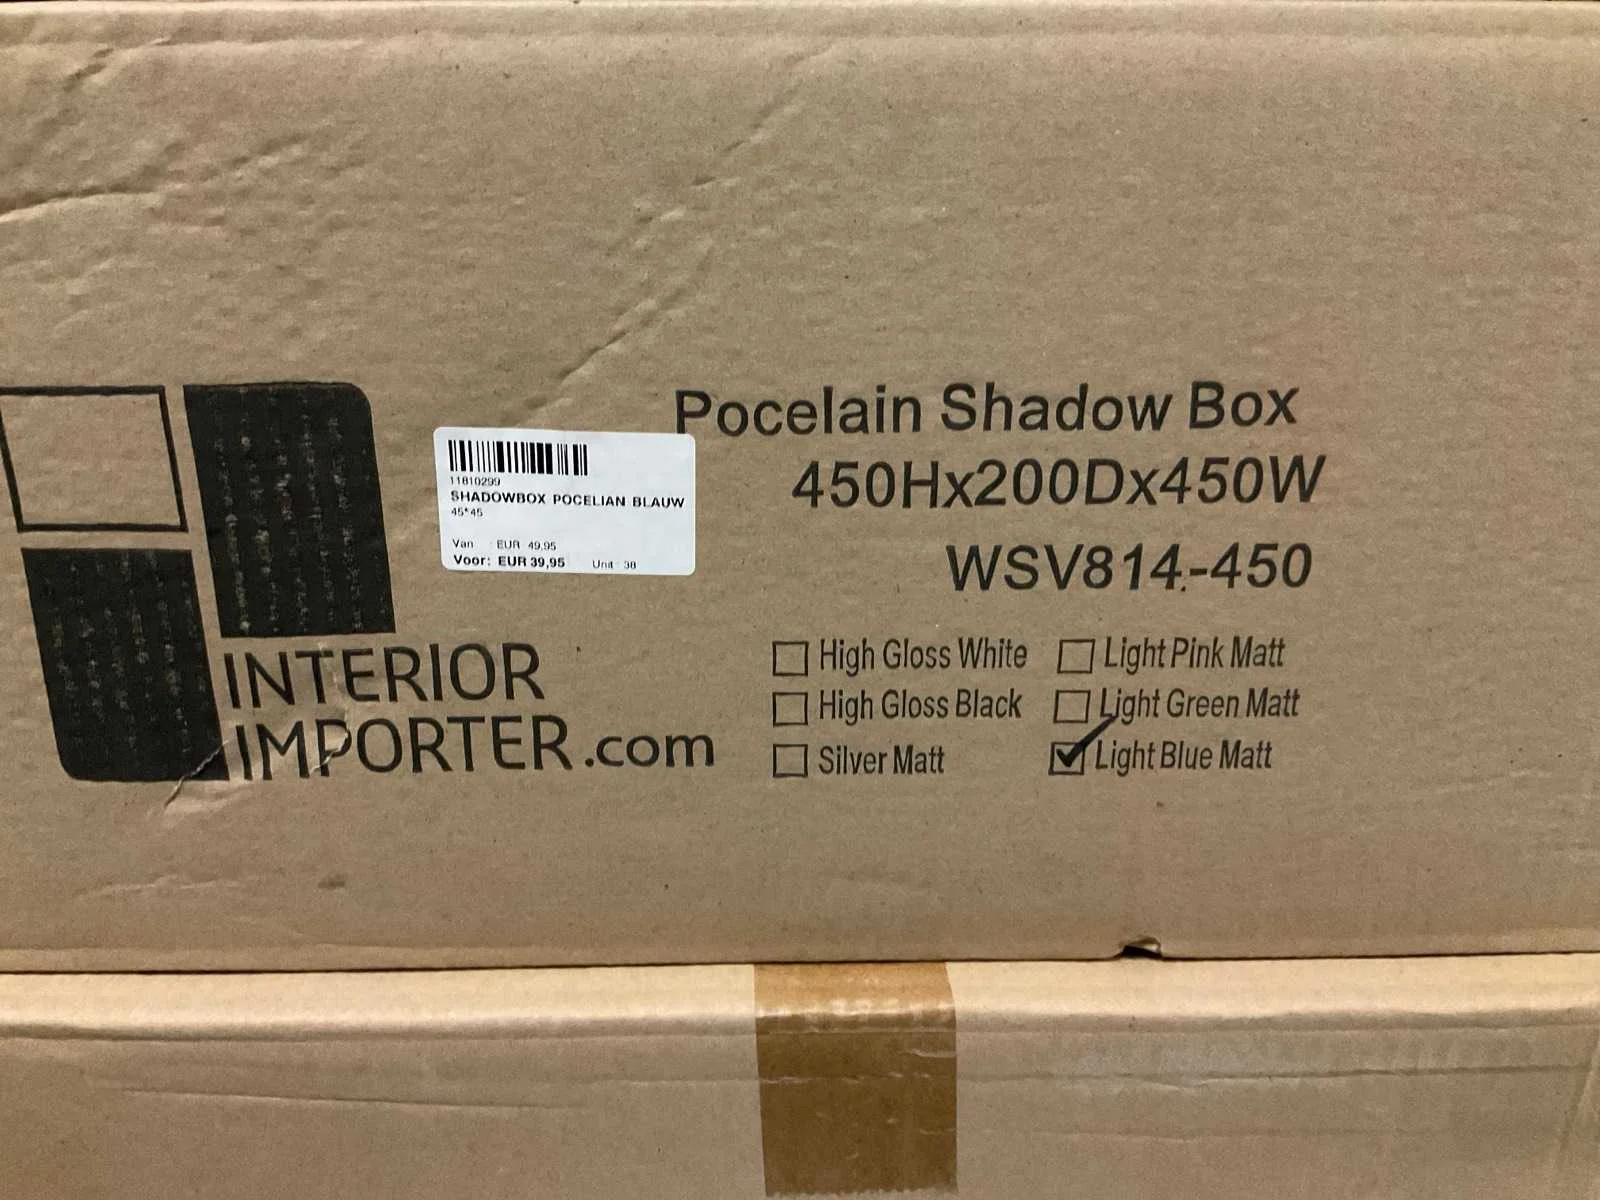 Pocelain Shadow Box
450Hx200Dx450W
WSV814-450
11810299
SHADOWBOX POCELIAN BLAUW
45*45
Van : EUR 49,95
Voor: EUR 39,95 Unit : 38
INTERIOR
IMPORTER.com
High Gloss White Light Pink Matt
High Gloss Black Light Green Matt
Silver Matt Light Blue Matt